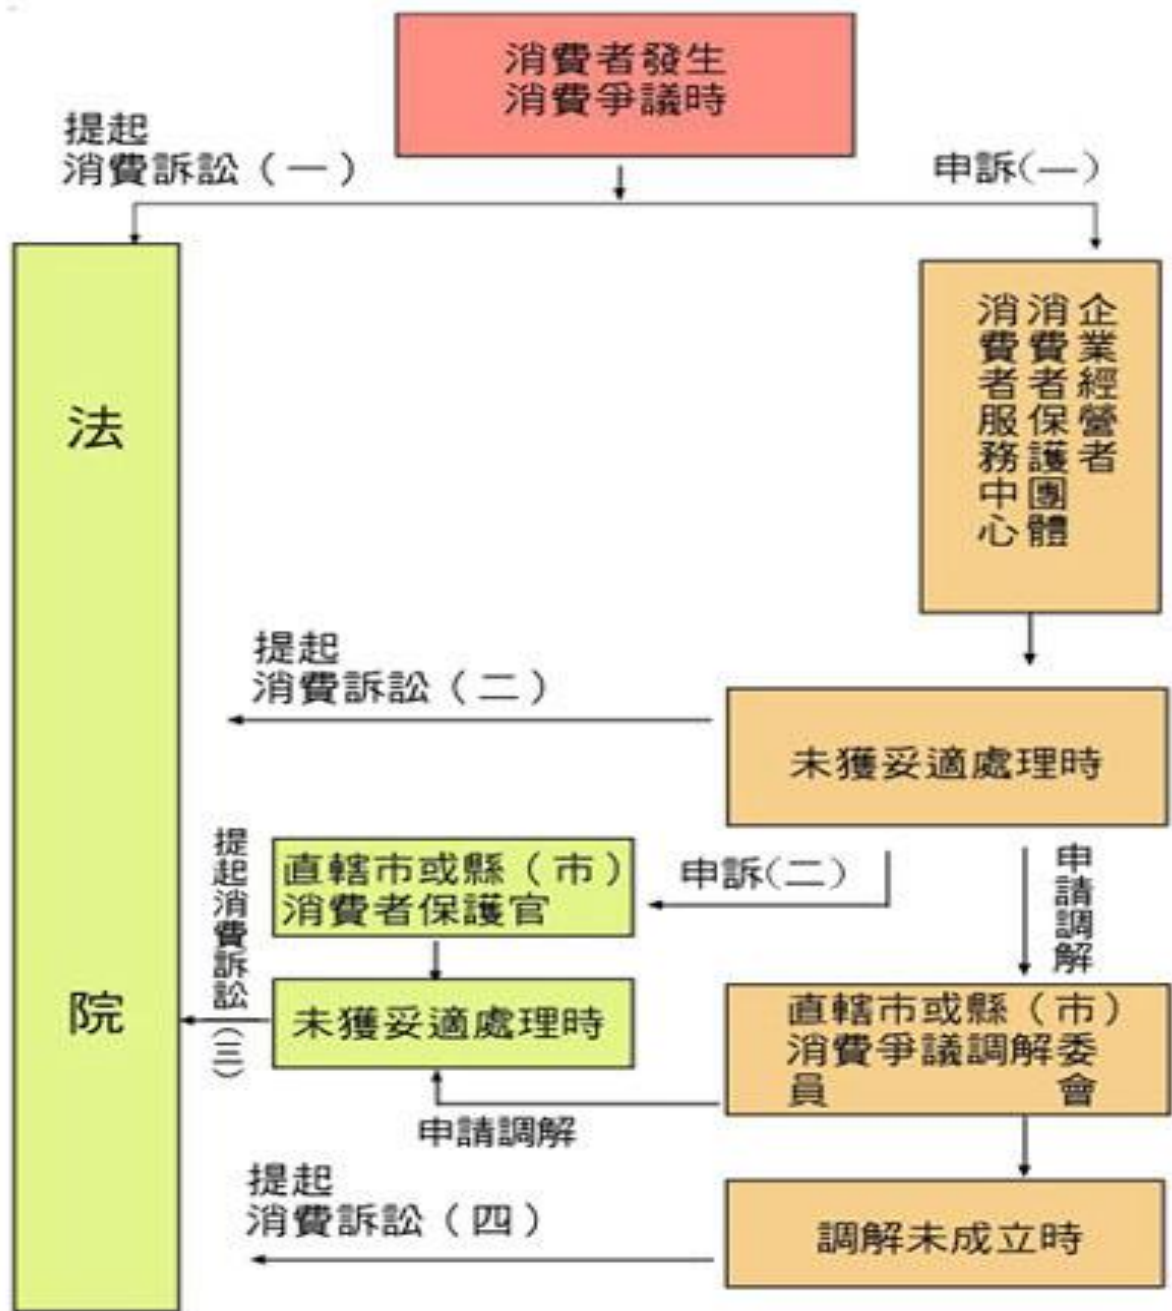 消費者發生
消費爭議時
提起
消費訴訟（一）
申訴(一)
法院
企業經營者
消費者保護團體
消費者服務中心
提起
消費訴訟（二）
未獲妥適處理時
提起消費訴訟(三)
直轄市或縣（市）
消費者保護官
申訴(二)
申請調解
未獲妥適處理時
直轄市或縣（市）
消費爭議調解委
員會
申請調解
提起
消費訴訟（四）
調解未成立時